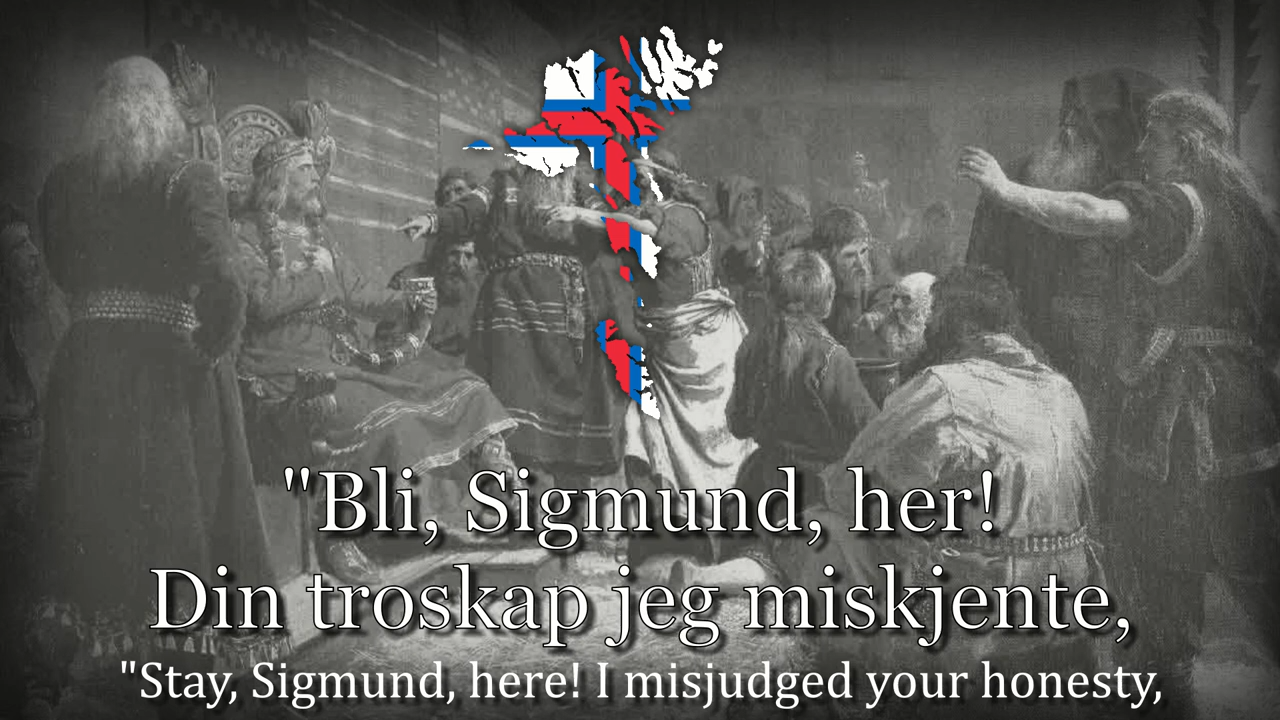 "Bli, Sigmund, her!
Din troskap jeg miskjente,
"Stay, Sigmund, here! I misjudged your honesty,